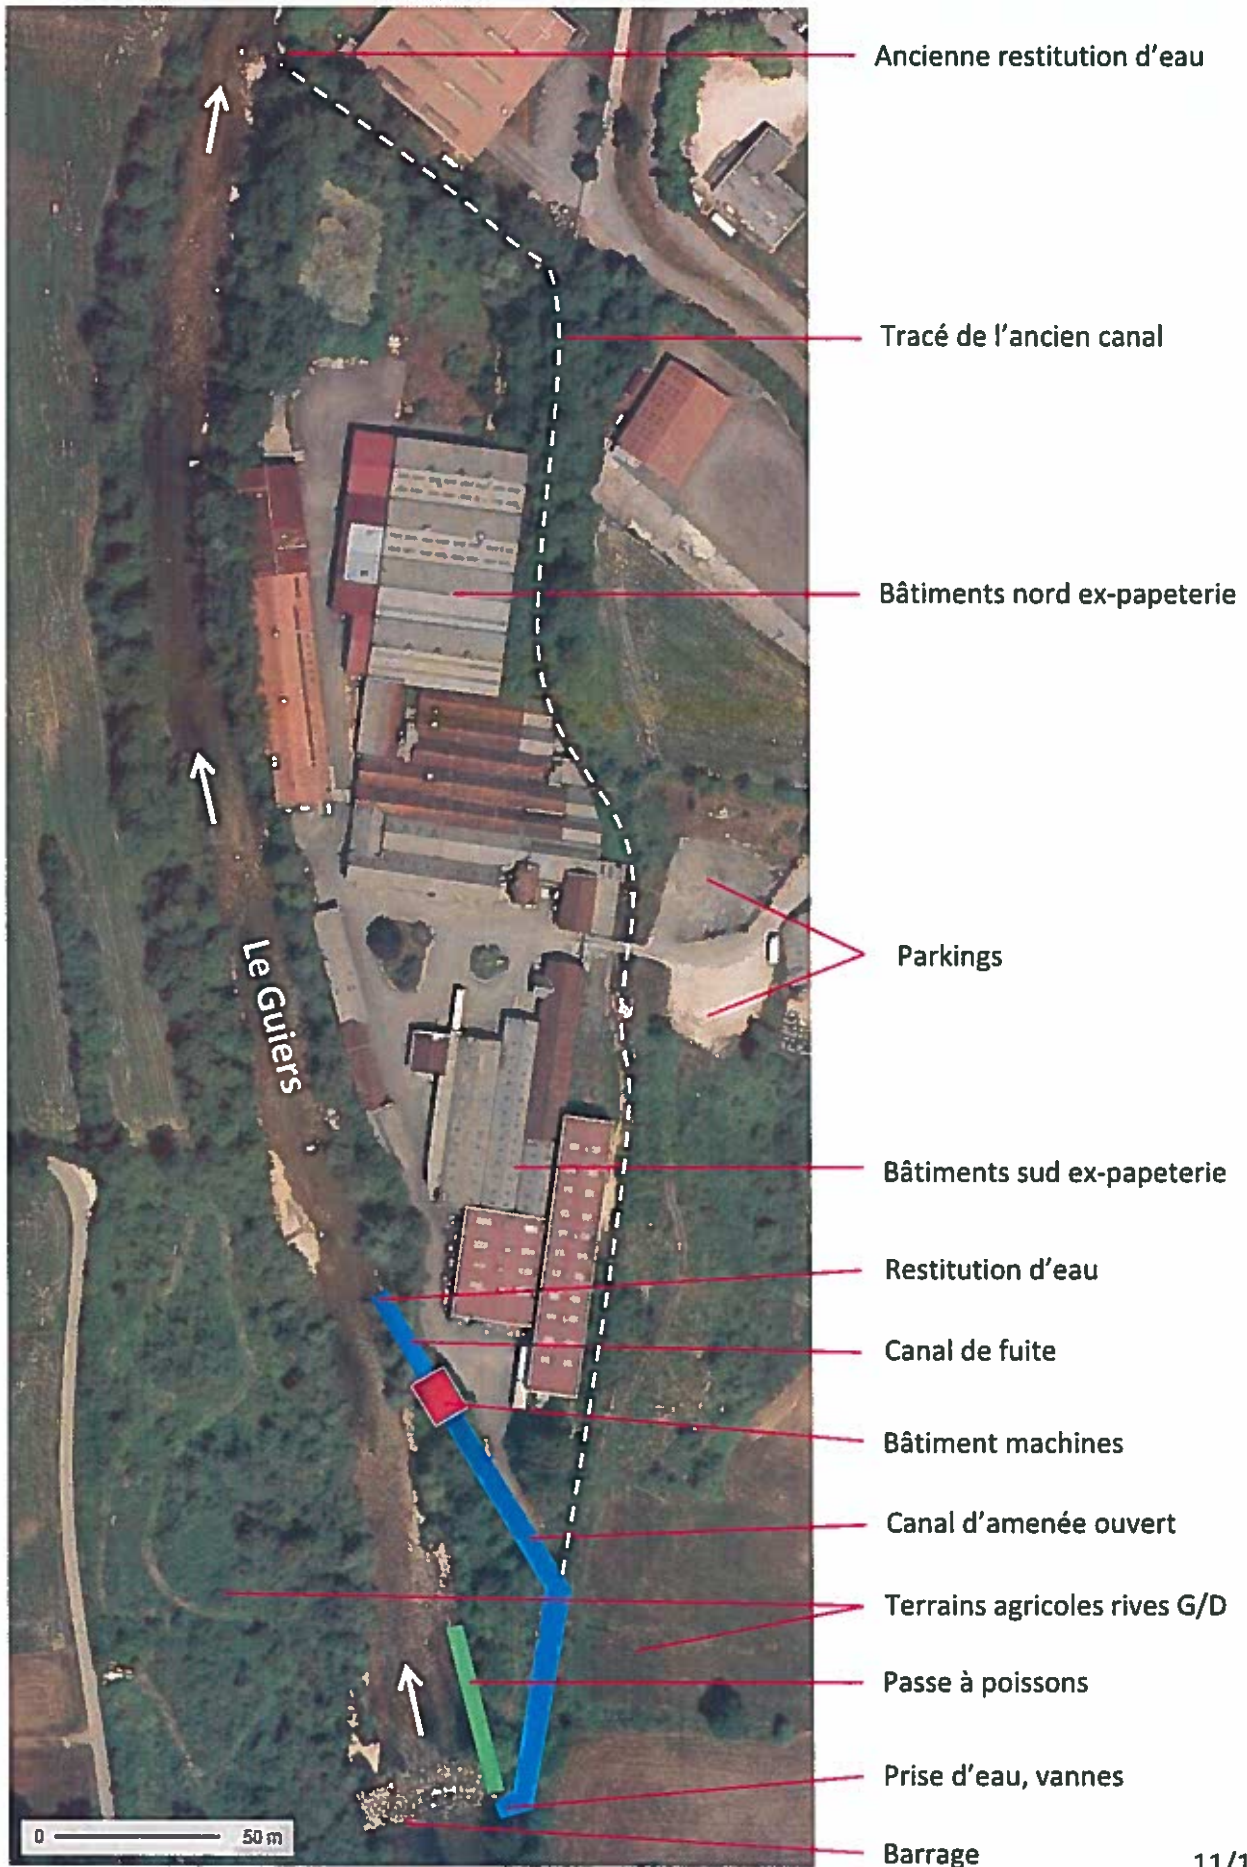 Ancienne restitution d'eau
Tracé de l'ancien canal
Bâtiments nord ex-papeterie
Parkings
Le Guiers
Bâtiments sud ex-papeterie
Restitution d'eau
Canal de fuite
Bâtiment machines
Canal d'amenée ouvert
Terrains agricoles rives G/D
Passe à poissons
Prise d'eau, vannes
0 50 m
Barrage
11/1